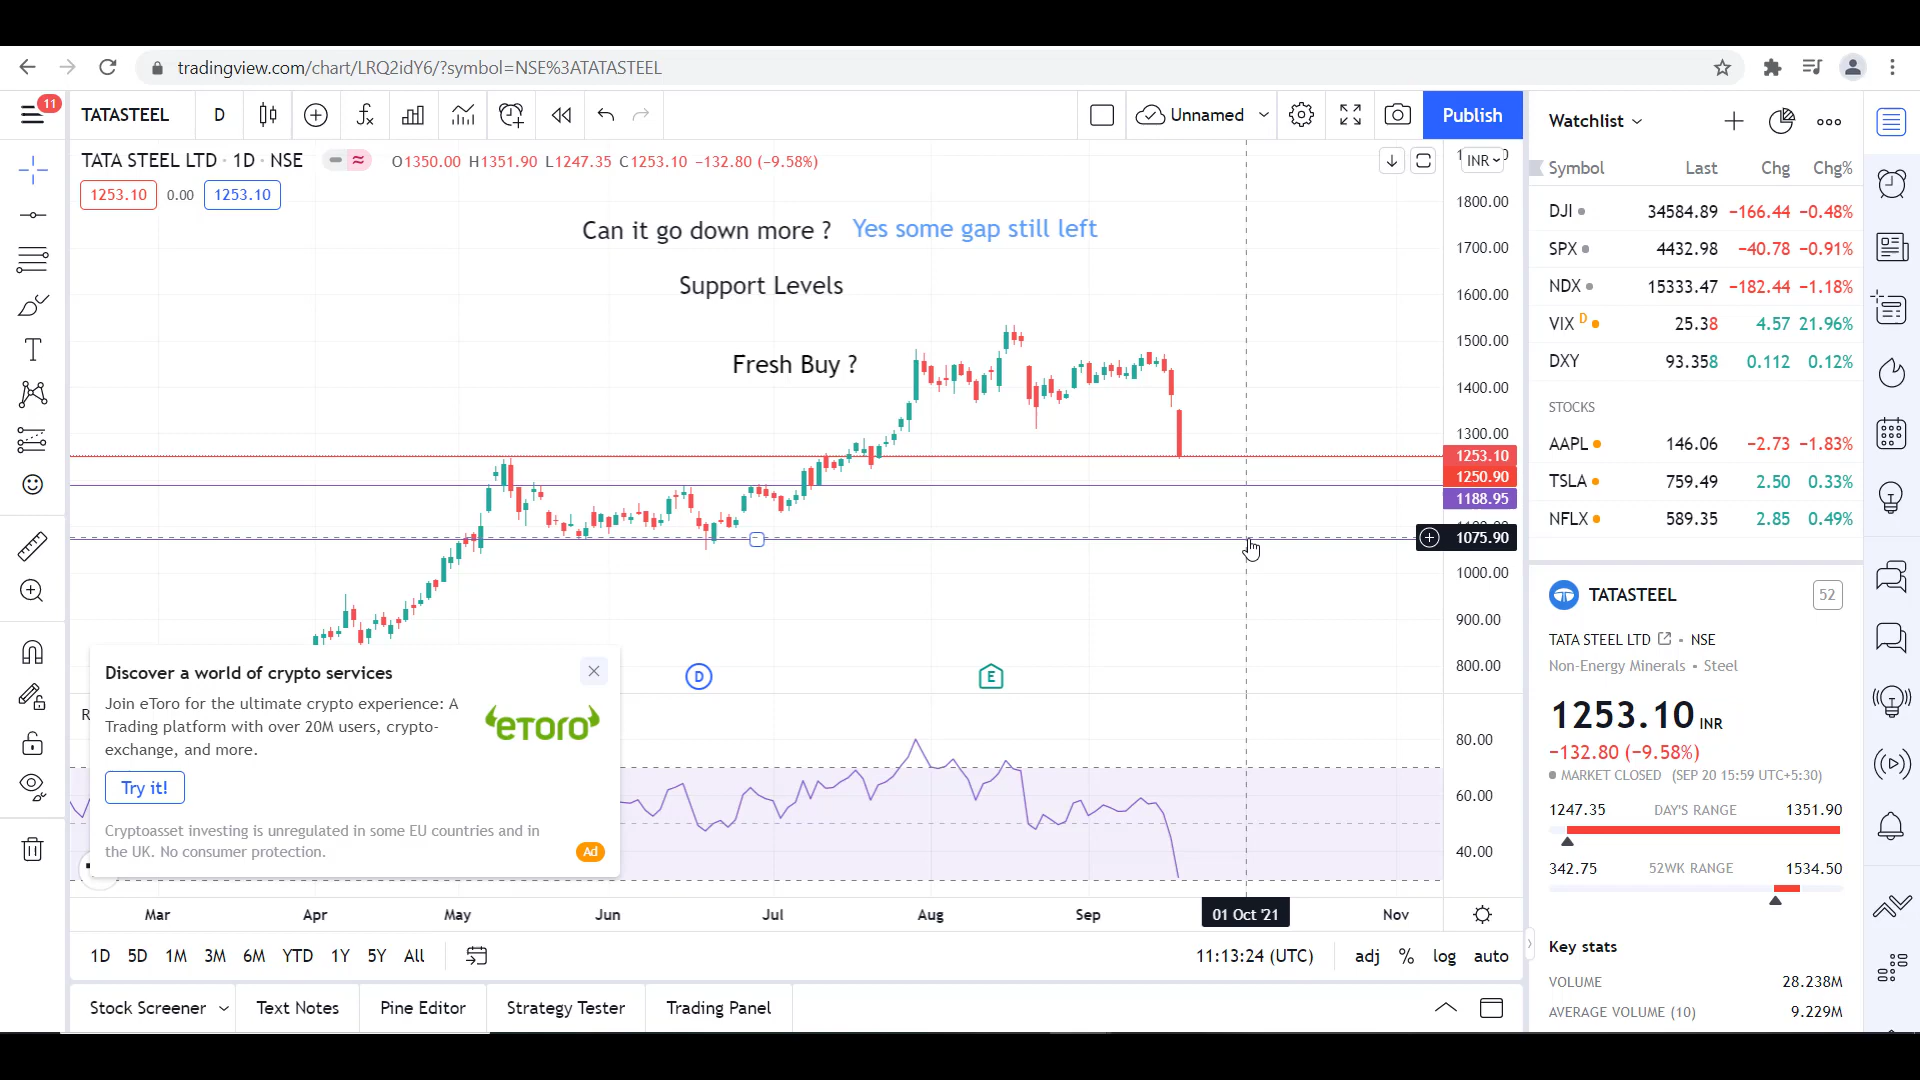 tradingview.com/chart/LRQ2idY6/?symbol=NSE%3ATATASTEEL
11
TATASTEEL
D
Unnamed
Publish
TATA STEEL LTD · 1D · NSE
O1350.00 H1351.90 L1247.35 C1253.10 −132.80 (−9.58%)
1253.10
0.00
1253.10
Can it go down more ?
Yes some gap still left
Support Levels
Fresh Buy ?
INR
1800.00
1700.00
1600.00
1500.00
1400.00
1300.00
1253.10
1250.90
1188.95
1075.90
1000.00
900.00
800.00
80.00
60.00
40.00
D
E
Discover a world of crypto services
Join eToro for the ultimate crypto experience: A
Trading platform with over 20M users, crypto-
exchange, and more.
eToro
Try it!
Cryptoasset investing is unregulated in some EU countries and in
the UK. No consumer protection.
Ad
Mar Apr May Jun Jul Aug Sep 01 Oct '21 Nov
1D 5D 1M 3M 6M YTD 1Y 5Y All
11:13:24 (UTC)
adj % log auto
Stock Screener
Text Notes
Pine Editor
Strategy Tester
Trading Panel
Watchlist
Symbol Last Chg Chg%
DJI 34584.89 −166.44 −0.48%
SPX 4432.98 −40.78 −0.91%
NDX 15333.47 −182.44 −1.18%
VIX D 25.38 4.57 21.96%
DXY 93.358 0.112 0.12%
STOCKS
AAPL 146.06 −2.73 −1.83%
TSLA 759.49 2.50 0.33%
NFLX 589.35 2.85 0.49%
TATASTEEL
52
TATA STEEL LTD • NSE
Non-Energy Minerals • Steel
1253.10 INR
−132.80 (−9.58%)
MARKET CLOSED (SEP 20 15:59 UTC+5:30)
1247.35 DAY'S RANGE 1351.90
342.75 52WK RANGE 1534.50
Key stats
VOLUME 28.238M
AVERAGE VOLUME (10) 9.229M